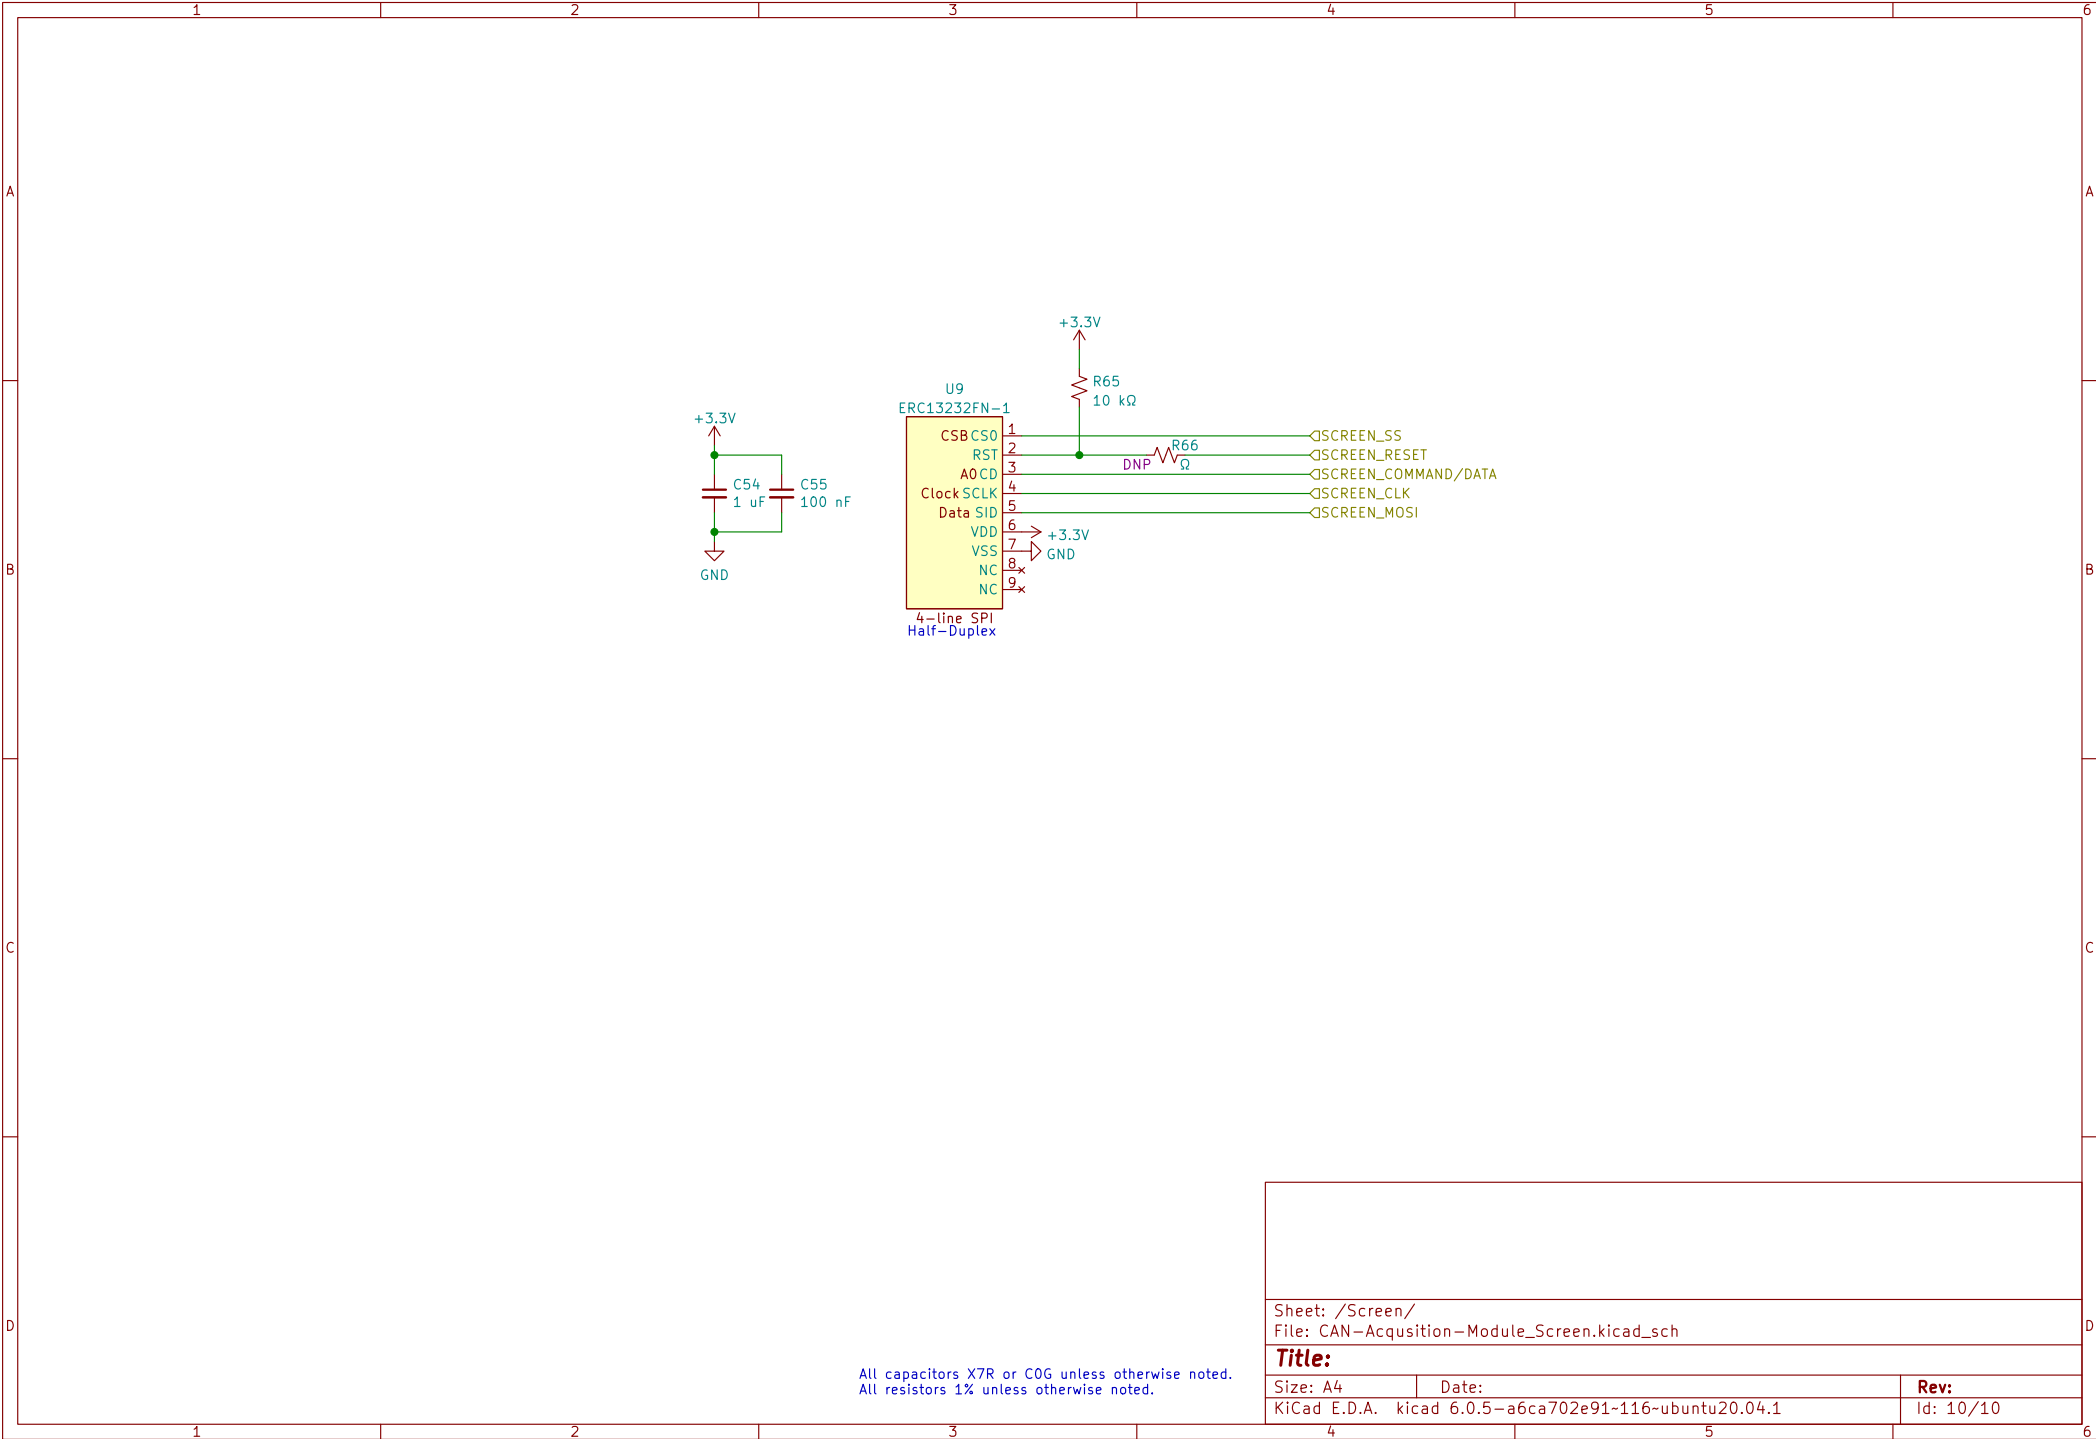 1 2 3 4 5 6
A A
+3.3V
R65
10 kΩ
U9
ERC13232FN-1
+3.3V
C54
1 uF
C55
100 nF
GND
CSB CS0 1
RST 2
A0 CD 3
Clock SCLK 4
Data SID 5
VDD 6
VSS 7
NC 8
NC 9
R66
Ω
DNP
SCREEN_SS
SCREEN_RESET
SCREEN_COMMAND/DATA
SCREEN_CLK
SCREEN_MOSI
+3.3V
GND
4-line SPI
Half-Duplex
B B
C C
D D
All capacitors X7R or C0G unless otherwise noted.
All resistors 1% unless otherwise noted.
Sheet: /Screen/
File: CAN-Acqusition-Module_Screen.kicad_sch
Title:
Size: A4 Date: Rev:
KiCad E.D.A. kicad 6.0.5-a6ca702e91~116~ubuntu20.04.1 Id: 10/10
1 2 3 4 5 6